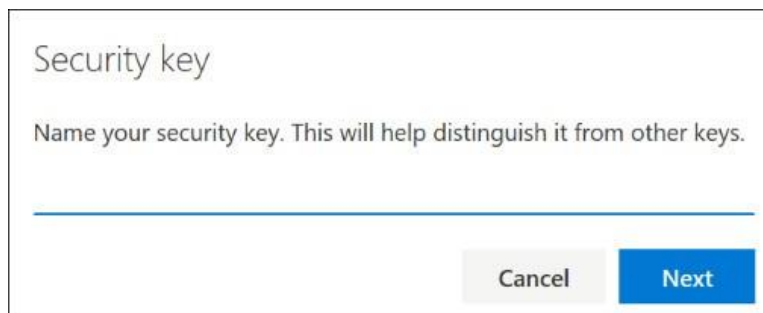 Security key
Name your security key. This will help distinguish it from other keys.
Cancel Next